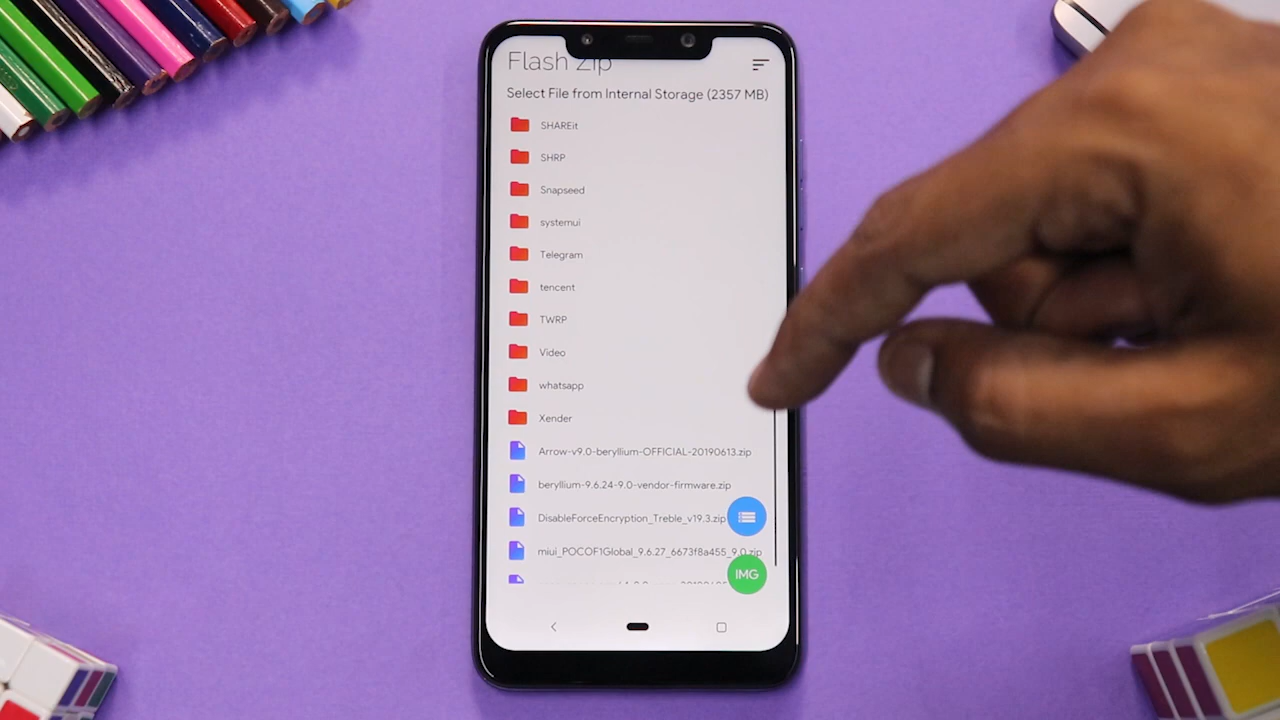 Flash Zip
Select File from Internal Storage (2357 MB)
SHAREit
SHRP
Snapseed
systemui
Telegram
tencent
TWRP
Video
whatsapp
Xender
Arrow-v9.0-beryllium-OFFICIAL-20190613.zip
beryllium-9.6.24-9.0-vendor-firmware.zip
DisableForceEncryption_Treble_v19.3.zip
miui_POCOF1Global_9.6.27_6673f8a455_9.0.zip
IMG